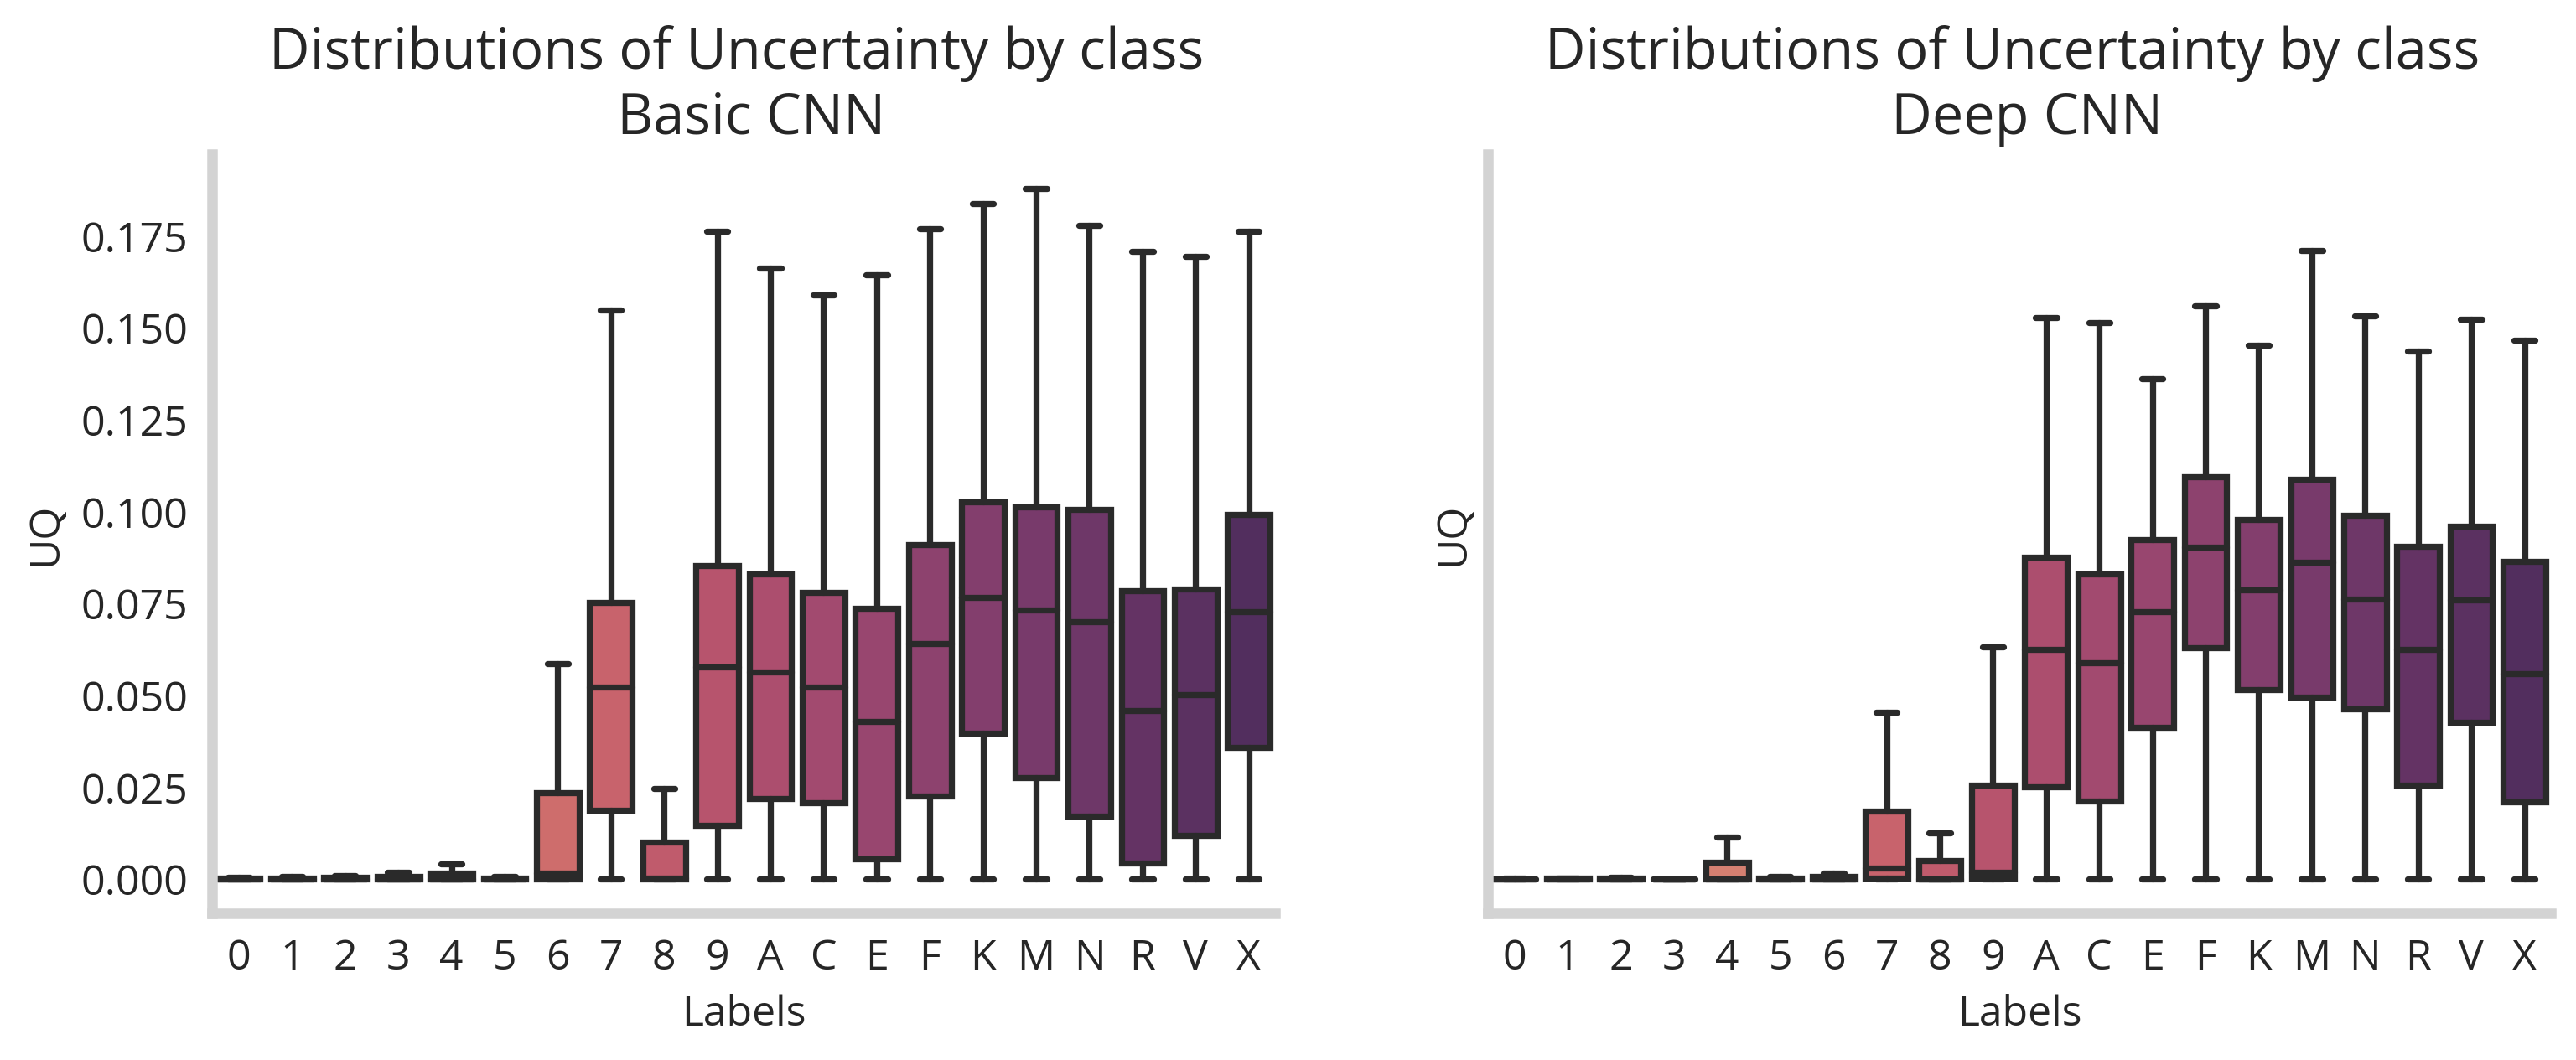 Distributions of Uncertainty by class
Basic CNN
UQ
0.175
0.150
0.125
0.100
0.075
0.050
0.025
0.000
0 1 2 3 4 5 6 7 8 9 A C E F K M N R V X
Labels
Distributions of Uncertainty by class
Deep CNN
UQ
0 1 2 3 4 5 6 7 8 9 A C E F K M N R V X
Labels